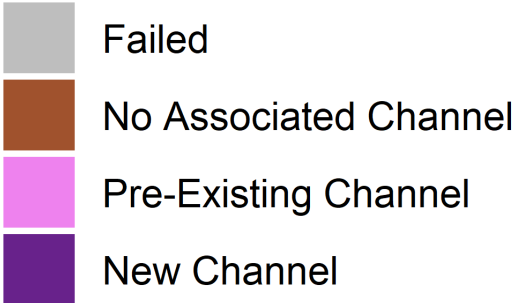 Failed
No Associated Channel
Pre-Existing Channel
New Channel